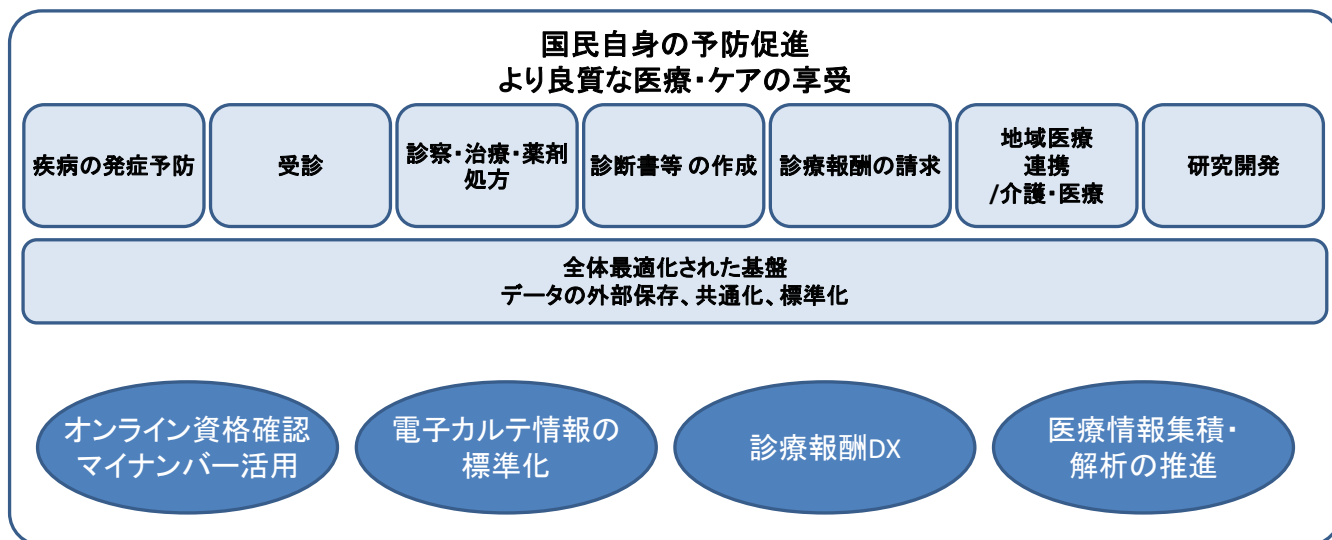 国民自身の予防促進
より良質な医療・ケアの享受
疾病の発症予防
受診
診察・治療・薬剤
処方
診断書等 の作成
診療報酬の請求
地域医療
連携
/介護・医療
研究開発
全体最適化された基盤
データの外部保存、共通化、標準化
オンライン資格確認
マイナンバー活用
電子カルテ情報の
標準化
診療報酬DX
医療情報集積・
解析の推進